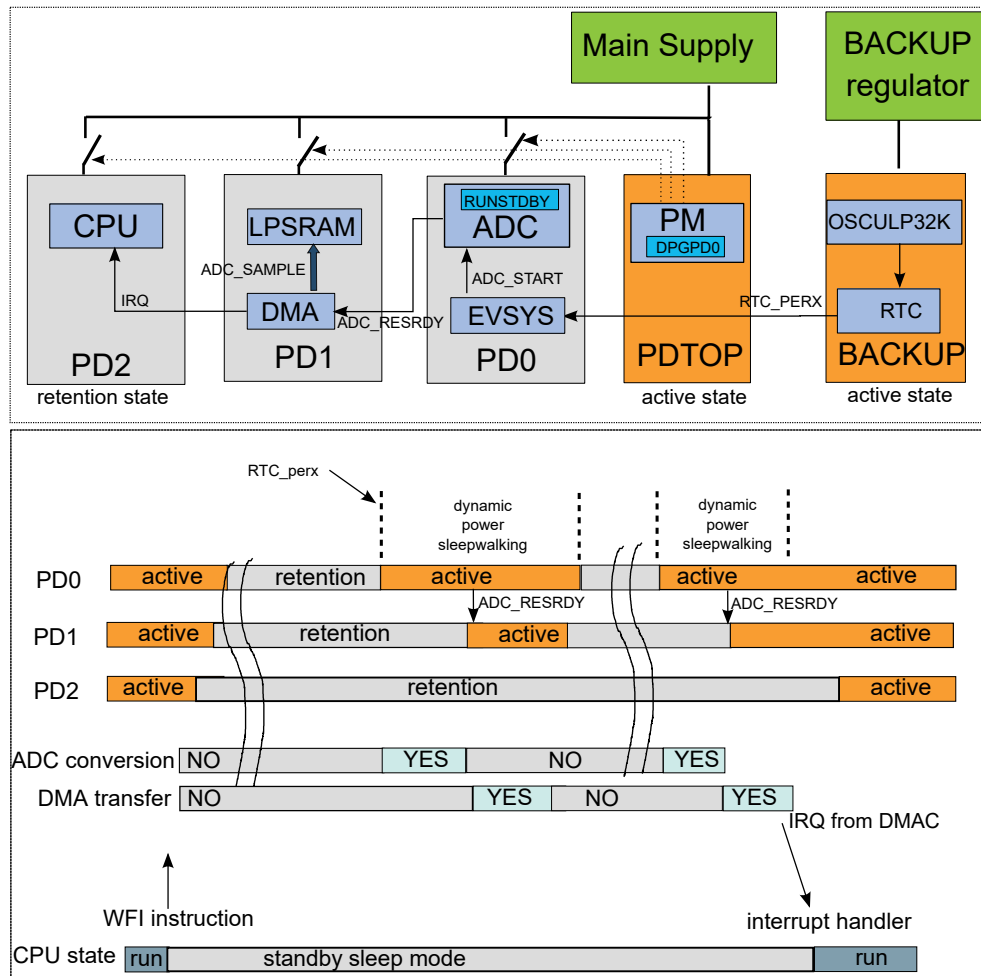 Main Supply
BACKUP
regulator
CPU
LPSRAM
RUNSTDBY
ADC
PM
DPGPD0
OSCULP32K
ADC_SAMPLE
ADC_START
IRQ
DMA
ADC_RESRDY
EVSYS
RTC_PERX
RTC
PD2
PD1
PD0
PDTOP
BACKUP
retention state
active state
active state
RTC_perx
dynamic
power
sleepwalking
dynamic
power
sleepwalking
PD0
active
retention
active
active
active
ADC_RESRDY
ADC_RESRDY
PD1
active
retention
active
active
PD2
active
retention
active
ADC conversion
NO
YES
NO
YES
DMA transfer
NO
YES
NO
YES
IRQ from DMAC
WFI instruction
interrupt handler
CPU state
run
standby sleep mode
run